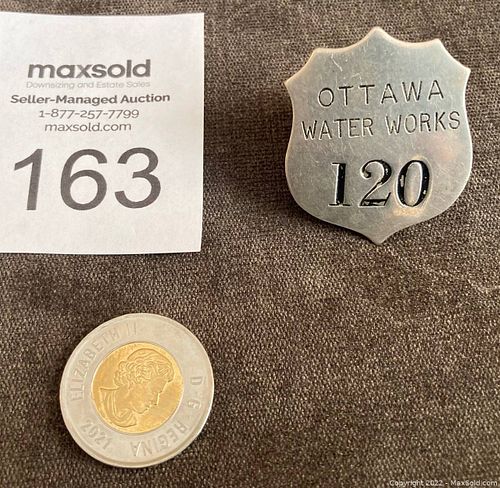 maxsold
Downsizing and Estate Sales
Seller-Managed Auction
1-877-257-7799
maxsold.com
163
OTTAWA
WATER WORKS
120
ELIZABETH II D·G·REGINA
2021
Copyright 2022 - MaxSold.com